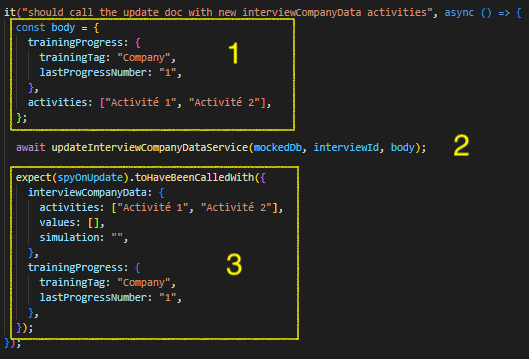 it("should call the update doc with new interviewCompanyData activities", async () => {
const body = {
trainingProgress: {
trainingTag: "Company",
lastProgressNumber: "1",
},
activities: ["Activité 1", "Activité 2"],
};
1
await updateInterviewCompanyDataService(mockedDb, interviewId, body);
2
expect(spyOnUpdate).toHaveBeenCalledWith({
interviewCompanyData: {
activities: ["Activité 1", "Activité 2"],
values: [],
simulation: "",
},
trainingProgress: {
trainingTag: "Company",
lastProgressNumber: "1",
},
});
3
});